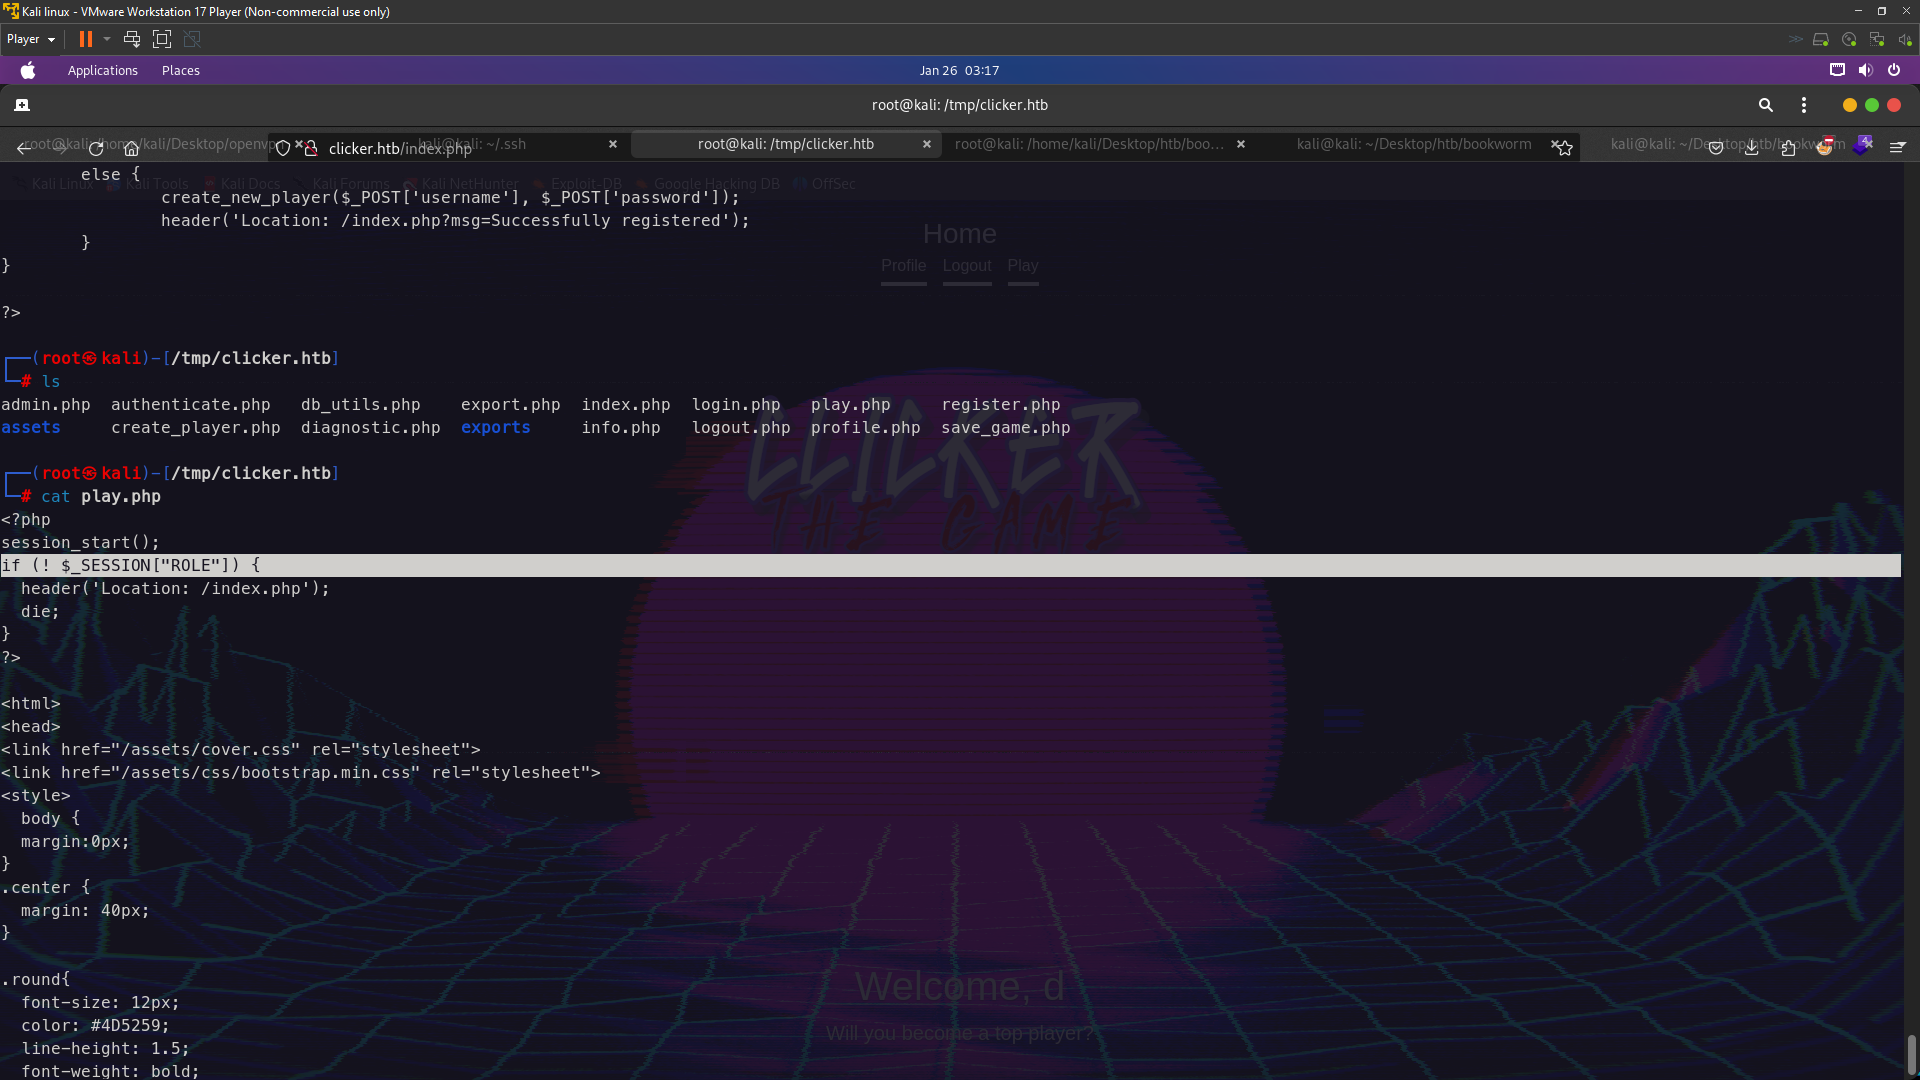 Kali linux - VMware Workstation 17 Player (Non-commercial use only)
Player
Applications Places Jan 26 03:17
root@kali: /tmp/clicker.htb
root@kali: /home/kali/Desktop/openvp kali@kali: ~/.ssh root@kali: /tmp/clicker.htb root@kali: /home/kali/Desktop/htb/boo... kali@kali: ~/Desktop/htb/bookworm kali@kali: ~/Desktop/htb/bookworm
clicker.htb/index.php
Kali Linux Kali Tools Kali Docs Kali Forums Kali NetHunter Exploit-DB Google Hacking DB OffSec
else {
create_new_player($_POST['username'], $_POST['password']);
header('Location: /index.php?msg=Successfully registered');
}
}
?>
Home
Profile Logout Play
(root㉿kali)-[/tmp/clicker.htb]
# ls
admin.php authenticate.php db_utils.php export.php index.php login.php play.php register.php
assets create_player.php diagnostic.php exports info.php logout.php profile.php save_game.php
CLICKER
THE GAME
(root㉿kali)-[/tmp/clicker.htb]
# cat play.php
<?php
session_start();
if (! $_SESSION["ROLE"]) {
header('Location: /index.php');
die;
}
?>
<html>
<head>
<link href="/assets/cover.css" rel="stylesheet">
<link href="/assets/css/bootstrap.min.css" rel="stylesheet">
<style>
body {
margin:0px;
}
.center {
margin: 40px;
}
.round{
font-size: 12px;
color: #4D5259;
line-height: 1.5;
font-weight: bold;
Welcome, d
Will you become a top player?
4